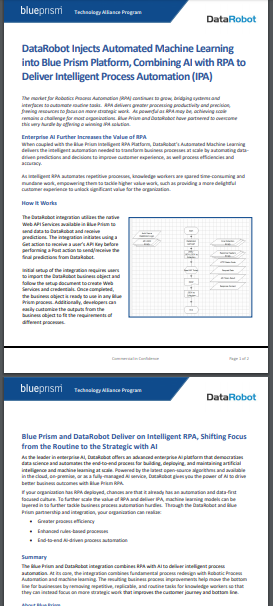 blueprism Technology Alliance Program
DataRobot
DataRobot Injects Automated Machine Learning
into Blue Prism Platform, Combining AI with RPA to
Deliver Intelligent Process Automation (IPA)
The market for Robotics Process Automation (RPA) continues to grow, bridging systems and
interfaces to automate routine tasks. RPA delivers greater processing productivity and precision,
freeing resources to focus on more strategic work. As powerful as RPA may be, achieving scale
remains a challenge for most organizations. Blue Prism and DataRobot have partnered to overcome
this very hurdle by offering a winning IPA solution.
Enterprise AI Further Increases the Value of RPA
When coupled with the Blue Prism Intelligent RPA Platform, DataRobot's Automated Machine Learning
delivers the intelligent automation needed to transform business processes at scale by automating data-
driven predictions and decisions to improve customer experience, as well process efficiencies and
accuracy.
As intelligent RPA automates repetitive processes, knowledge workers are spared time-consuming and
mundane work, empowering them to tackle higher value work, such as providing a more delightful
customer experience to unlock significant value for the organization.
How It Works
The DataRobot integration utilizes the native
Web API Services available in Blue Prism to
send data to DataRobot and receive
predictions. The integration initiates using a
Get action to receive a user's API Key before
performing a Post action to send/receive the
final predictions from DataRobot.
Initial setup of the integration requires users
to import the DataRobot business object and
follow the setup document to create Web
Services and credentials. Once completed,
the business object is ready to use in any Blue
Prism process. Additionally, developers can
easily customize the outputs from the
business object to fit the requirements of
different processes.
Commercial in Confidence Page 1 of 2
blueprism Technology Alliance Program
DataRobot
Blue Prism and DataRobot Deliver on Intelligent RPA, Shifting Focus
from the Routine to the Strategic with AI
As the leader in enterprise AI, DataRobot offers an advanced enterprise AI platform that democratizes
data science and automates the end-to-end process for building, deploying, and maintaining artificial
intelligence and machine learning at scale. Powered by the latest open-source algorithms and available
in the cloud, on-premise, or as a fully-managed AI service, DataRobot gives you the power of AI to drive
better business outcomes with Blue Prism RPA.
If your organization has RPA deployed, chances are that it already has an automation and data-first
focused culture. To further scale the value of RPA and deliver IPA, machine learning models can be
layered in to further tackle business process automation hurdles. Through the DataRobot and Blue
Prism partnership and integration, your organization can realize:
• Greater process efficiency
• Enhanced rules-based processes
• End-to-end AI-driven process automation
Summary
The Blue Prism and DataRobot integration combines RPA with AI to deliver intelligent process
automation. At its core, the integration combines fundamental process redesign with Robotic Process
Automation and machine learning. The resulting business process improvements help move the bottom
line for businesses by removing repetitive, replicable, and routine tasks for knowledge workers so that
they can instead focus on more strategic work that improves the customer journey and bottom line.
About Blue Prism